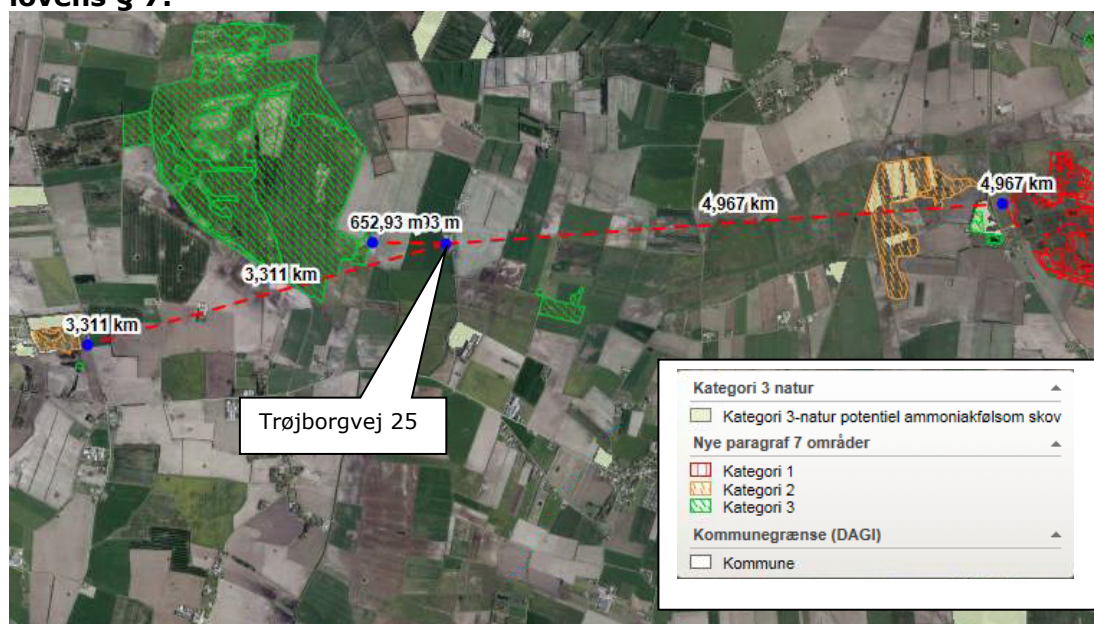 lovens § 7.
4,967 km
4,967 km
652,93 m
93 m
3,311 km
3,311 km
Trøjborgvej 25
Kategori 3 natur
Kategori 3-natur potentiel ammoniakfølsom skov
Nye paragraf 7 områder
Kategori 1
Kategori 2
Kategori 3
Kommunegrænse (DAGI)
Kommune